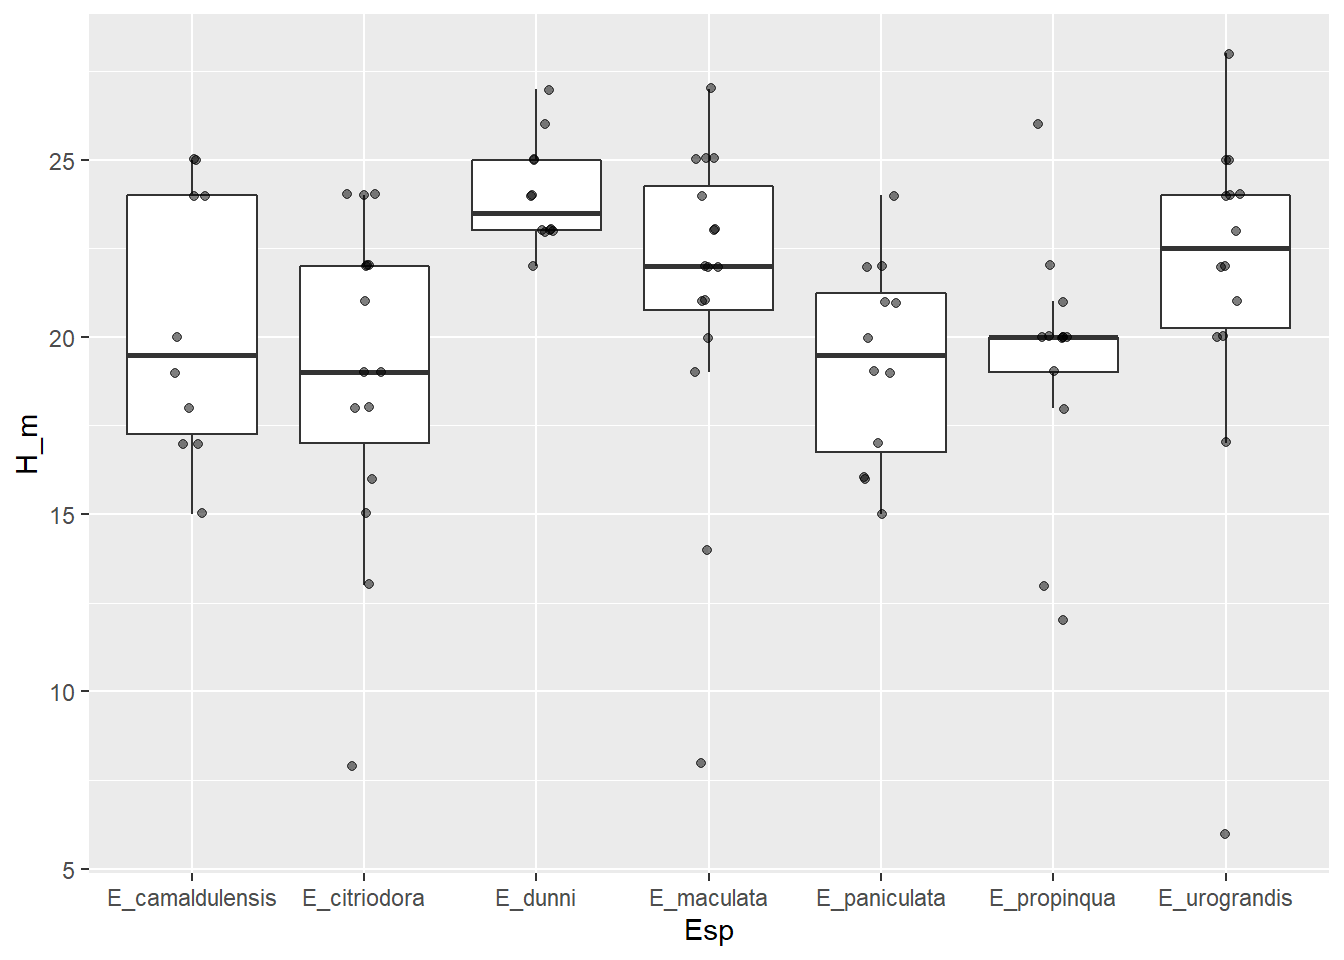 H_m
25
20
15
10
5
E_camaldulensis E_citriodora E_dunni E_maculata E_paniculata E_propinqua E_urograndis
Esp